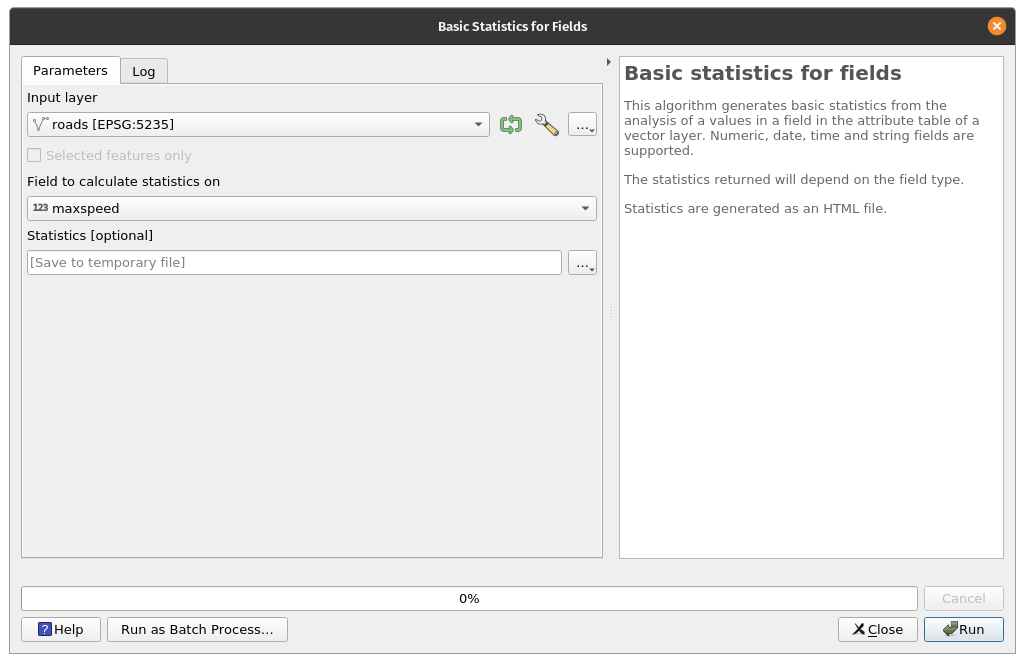 Basic Statistics for Fields
Parameters
Log
Input layer
roads [EPSG:5235]
...
Selected features only
Field to calculate statistics on
123 maxspeed
Statistics [optional]
[Save to temporary file]
...
Basic statistics for fields
This algorithm generates basic statistics from the
analysis of a values in a field in the attribute table of a
vector layer. Numeric, date, time and string fields are
supported.
The statistics returned will depend on the field type.
Statistics are generated as an HTML file.
0%
Cancel
? Help
Run as Batch Process...
Close
Run